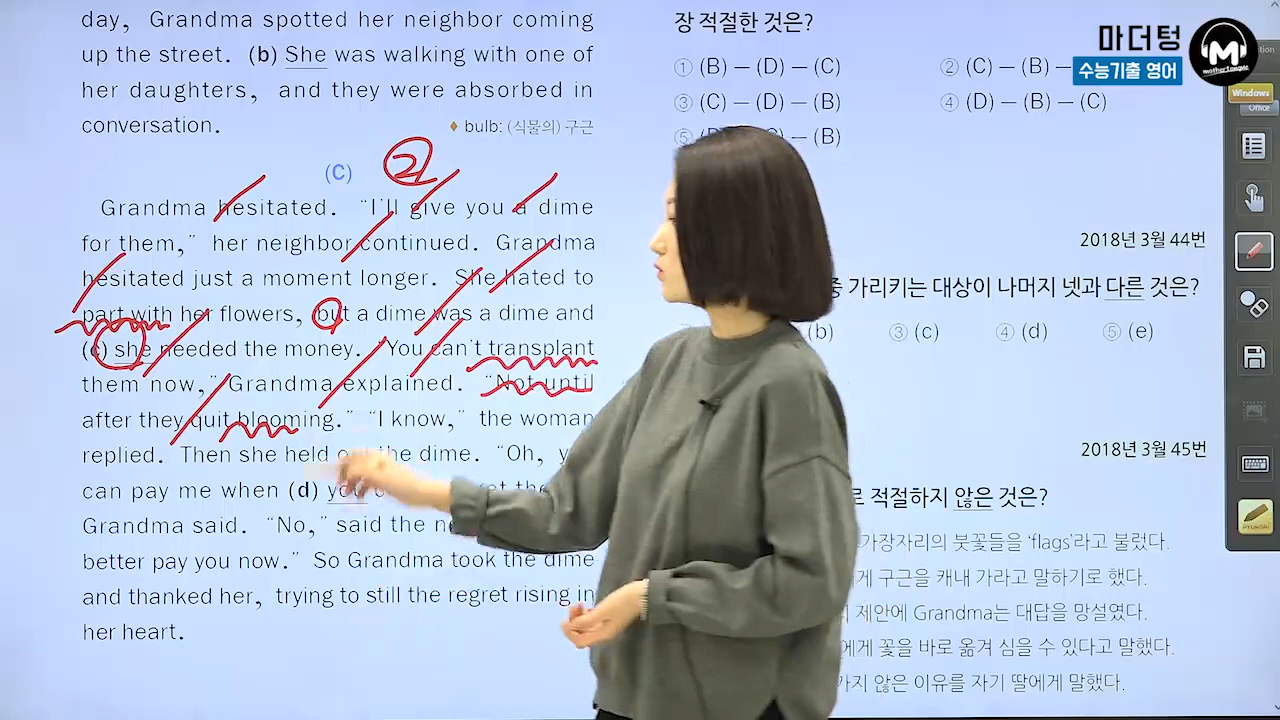 day, Grandma spotted her neighbor coming
up the street. (b) She was walking with one of
her daughters, and they were absorbed in
conversation.
♦ bulb: (식물의) 구근
(C)
②
Grandma hesitated. “I’ll give you a dime
for them,” her neighbor continued. Grandma
hesitated just a moment longer. She hated to
part with her flowers, but a dime was a dime and
she needed the money. “You can’t transplant
them now,” Grandma explained. “Not until
after they quit blooming.” “I know,” the woman
replied. Then she held the dime. “Oh,
can pay me when (d)
Grandma said. “No,” said the
better pay you now.” So Grandma took the dime
and thanked her, trying to still the regret rising in
her heart.
장 적절한 것은?
① (B) – (D) – (C)
② (C) – (B) –
③ (C) – (D) – (B)
④ (D) – (B) – (C)
⑤ – (B)
2018년 3월 44번
가리키는 대상이 나머지 넷과 다른 것은?
(b)
③ (c)
④ (d)
⑤ (e)
2018년 3월 45번
적절하지 않은 것은?
가장자리의 붓꽃들을 ‘flags’라고 불렀다.
구근을 캐내 가라고 말하기로 했다.
제안에 Grandma는 대답을 망설였다.
에게 꽃을 바로 옮겨 심을 수 있다고 말했다.
않은 이유를 자기 딸에게 말했다.
마더텅
수능기출 영어
M
mother tongue
Windows
Office
HYUNDAI